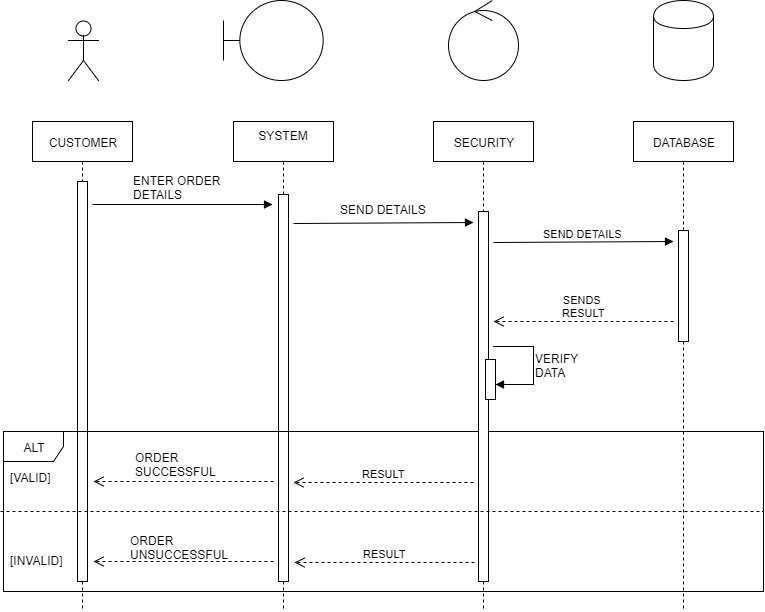 CUSTOMER
SYSTEM
SECURITY
DATABASE
ENTER ORDER
DETAILS
SEND DETAILS
SEND DETAILS
SENDS
RESULT
VERIFY
DATA
ALT
[VALID]
ORDER
SUCCESSFUL
RESULT
[INVALID]
ORDER
UNSUCCESSFUL
RESULT